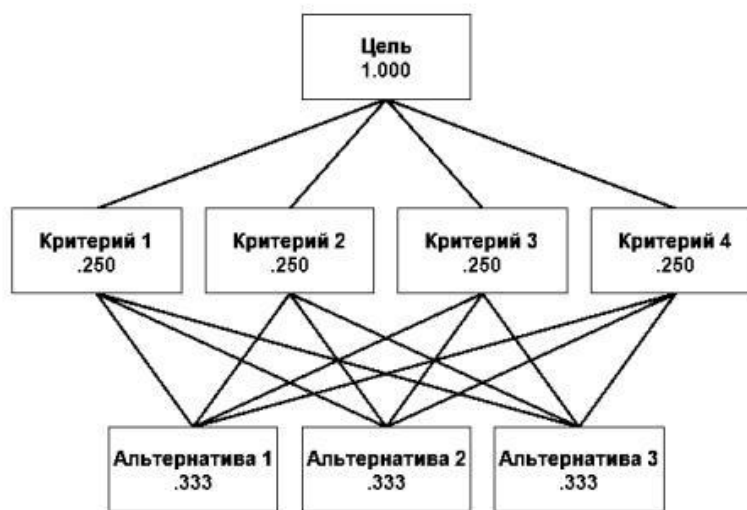 Цель
1.000
Критерий 1
.250
Критерий 2
.250
Критерий 3
.250
Критерий 4
.250
Альтернатива 1
.333
Альтернатива 2
.333
Альтернатива 3
.333